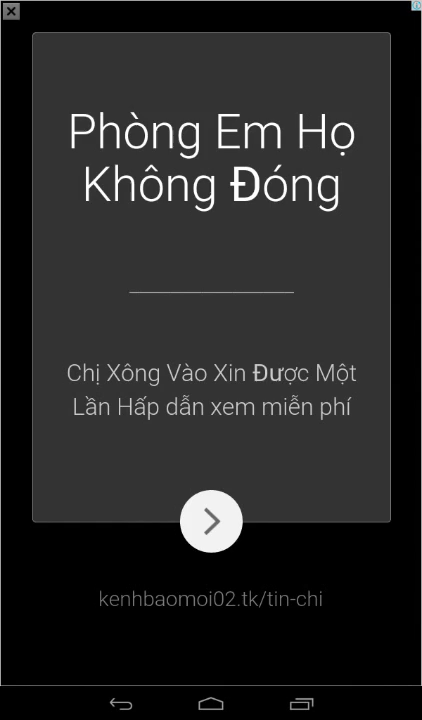 Phòng Em Họ
Không Đóng
Chị Xông Vào Xin Được Một
Lần Hấp dẫn xem miễn phí
kenhbaomoi02.tk/tin-chi